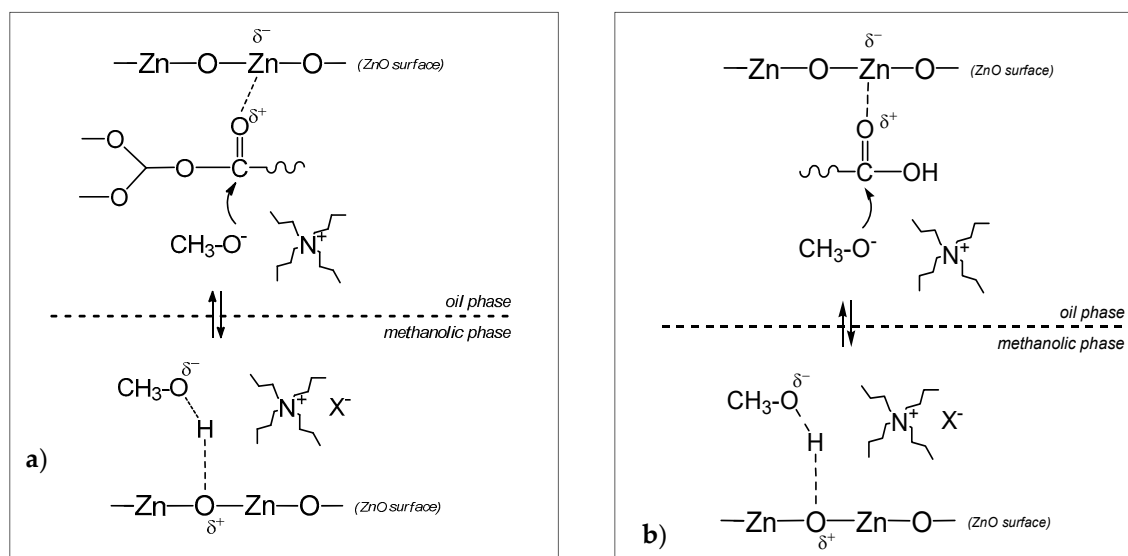 δ−
—Zn—O—Zn—O— (ZnO surface)
O δ+
O
O C
O
CH3-O- N+
oil phase
methanolic phase
δ−
CH3-O
N+ X-
H
a)
—Zn—O—Zn—O— (ZnO surface)
δ+
δ−
—Zn—O—Zn—O— (ZnO surface)
O δ+
C—OH
CH3-O- N+
oil phase
methanolic phase
δ−
CH3-O
N+ X-
H
b)
—Zn—O—Zn—O— (ZnO surface)
δ+